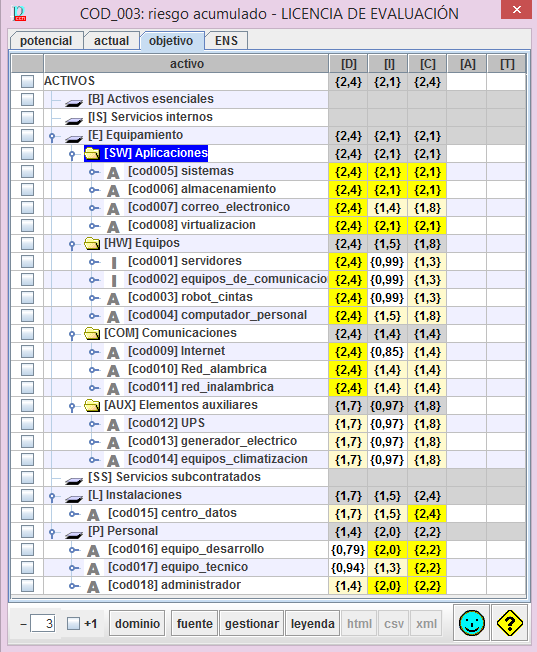 COD_003: riesgo acumulado - LICENCIA DE EVALUACIÓN
potencial actual objetivo ENS
activo [D] [I] [C] [A] [T]
ACTIVOS {2,4} {2,1} {2,4}
[B] Activos esenciales
[IS] Servicios internos
[E] Equipamiento {2,4} {2,1} {2,1}
[SW] Aplicaciones {2,4} {2,1} {2,1}
A [cod005] sistemas {2,4} {2,1} {2,1}
A [cod006] almacenamiento {2,4} {2,1} {2,1}
A [cod007] correo_electronico {2,4} {1,4} {1,8}
A [cod008] virtualizacion {2,4} {2,1} {2,1}
[HW] Equipos {2,4} {1,5} {1,8}
I [cod001] servidores {2,4} {0,99} {1,3}
I [cod002] equipos_de_comunicacio {2,4} {0,99} {1,3}
A [cod003] robot_cintas {2,4} {0,99} {1,3}
A [cod004] computador_personal {2,4} {1,5} {1,8}
[COM] Comunicaciones {2,4} {1,4} {1,4}
A [cod009] Internet {2,4} {0,85} {1,4}
A [cod010] Red_alambrica {2,4} {1,4} {1,4}
A [cod011] red_inalambrica {2,4} {1,4} {1,4}
[AUX] Elementos auxiliares {1,7} {0,97} {1,8}
A [cod012] UPS {1,7} {0,97} {1,8}
A [cod013] generador_electrico {1,7} {0,97} {1,8}
A [cod014] equipos_climatizacion {1,7} {0,97} {1,8}
[SS] Servicios subcontratados
[L] Instalaciones {1,7} {1,5} {2,4}
A [cod015] centro_datos {1,7} {1,5} {2,4}
[P] Personal {1,4} {2,0} {2,2}
A [cod016] equipo_desarrollo {0,79} {2,0} {2,2}
A [cod017] equipo_tecnico {0,94} {1,3} {2,2}
A [cod018] administrador {1,4} {2,0} {2,2}
– 3 +1 dominio fuente gestionar leyenda html csv xml ?